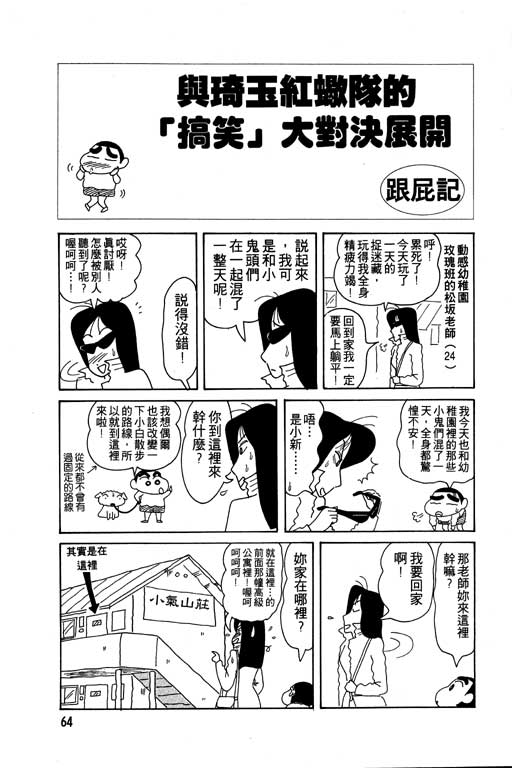 與琦玉紅蠍隊的
「搞笑」大對決展開
跟屁記
動感幼稚園
玫瑰班的松坂老師(24)
呼!
累死了!
今天玩了
一天的
捉迷藏,
玩得我全身
精疲力竭!
回到家我一定
要馬上躺平!
說起來
,我可
是和小
鬼頭們
在一起混了
一整天呢!
說得沒錯!
哎呀!
真討厭!
怎麼被別人
聽到了呢?
喔呵呵…!
我今天也和幼
稚園裡的那些
小鬼們混了一
天,全身都驚
惶不安!
唔…
是小新…
你到這裡來
幹什麼?
我想偶爾
也該改變一
下小白散步
的路線,所
以就到這裡
來啦!
從來都不曾有
過固定的路線
那老師妳來這裡
幹嘛?
我要回家
啊!
妳家在哪裡?
就在這裡…的
前面那幢高級
公寓裡!喔呵
呵呵呵!
其實是在
這裡
小氣山莊
64